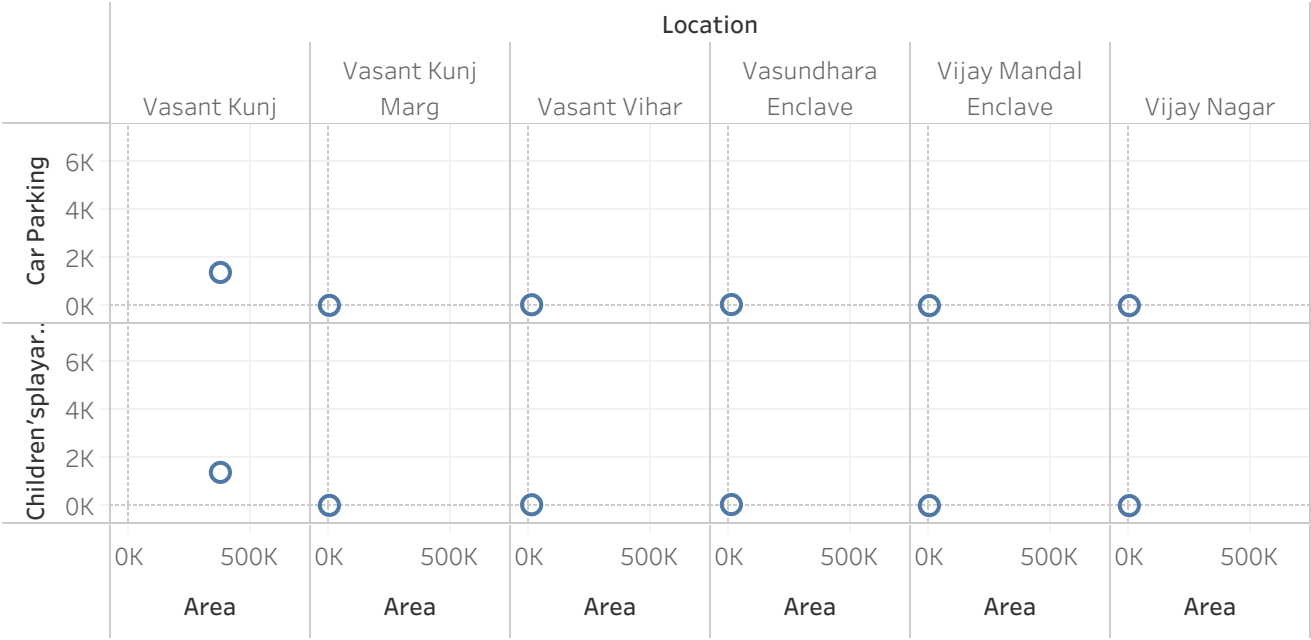 Location
Vasant Kunj
Vasant Kunj
Marg
Vasant Vihar
Vasundhara
Enclave
Vijay Mandal
Enclave
Vijay Nagar
Car Parking
6K
4K
2K
0K
Children'splayar..
6K
4K
2K
0K
0K 500K 0K 500K 0K 500K 0K 500K 0K 500K 0K 500K
Area Area Area Area Area Area